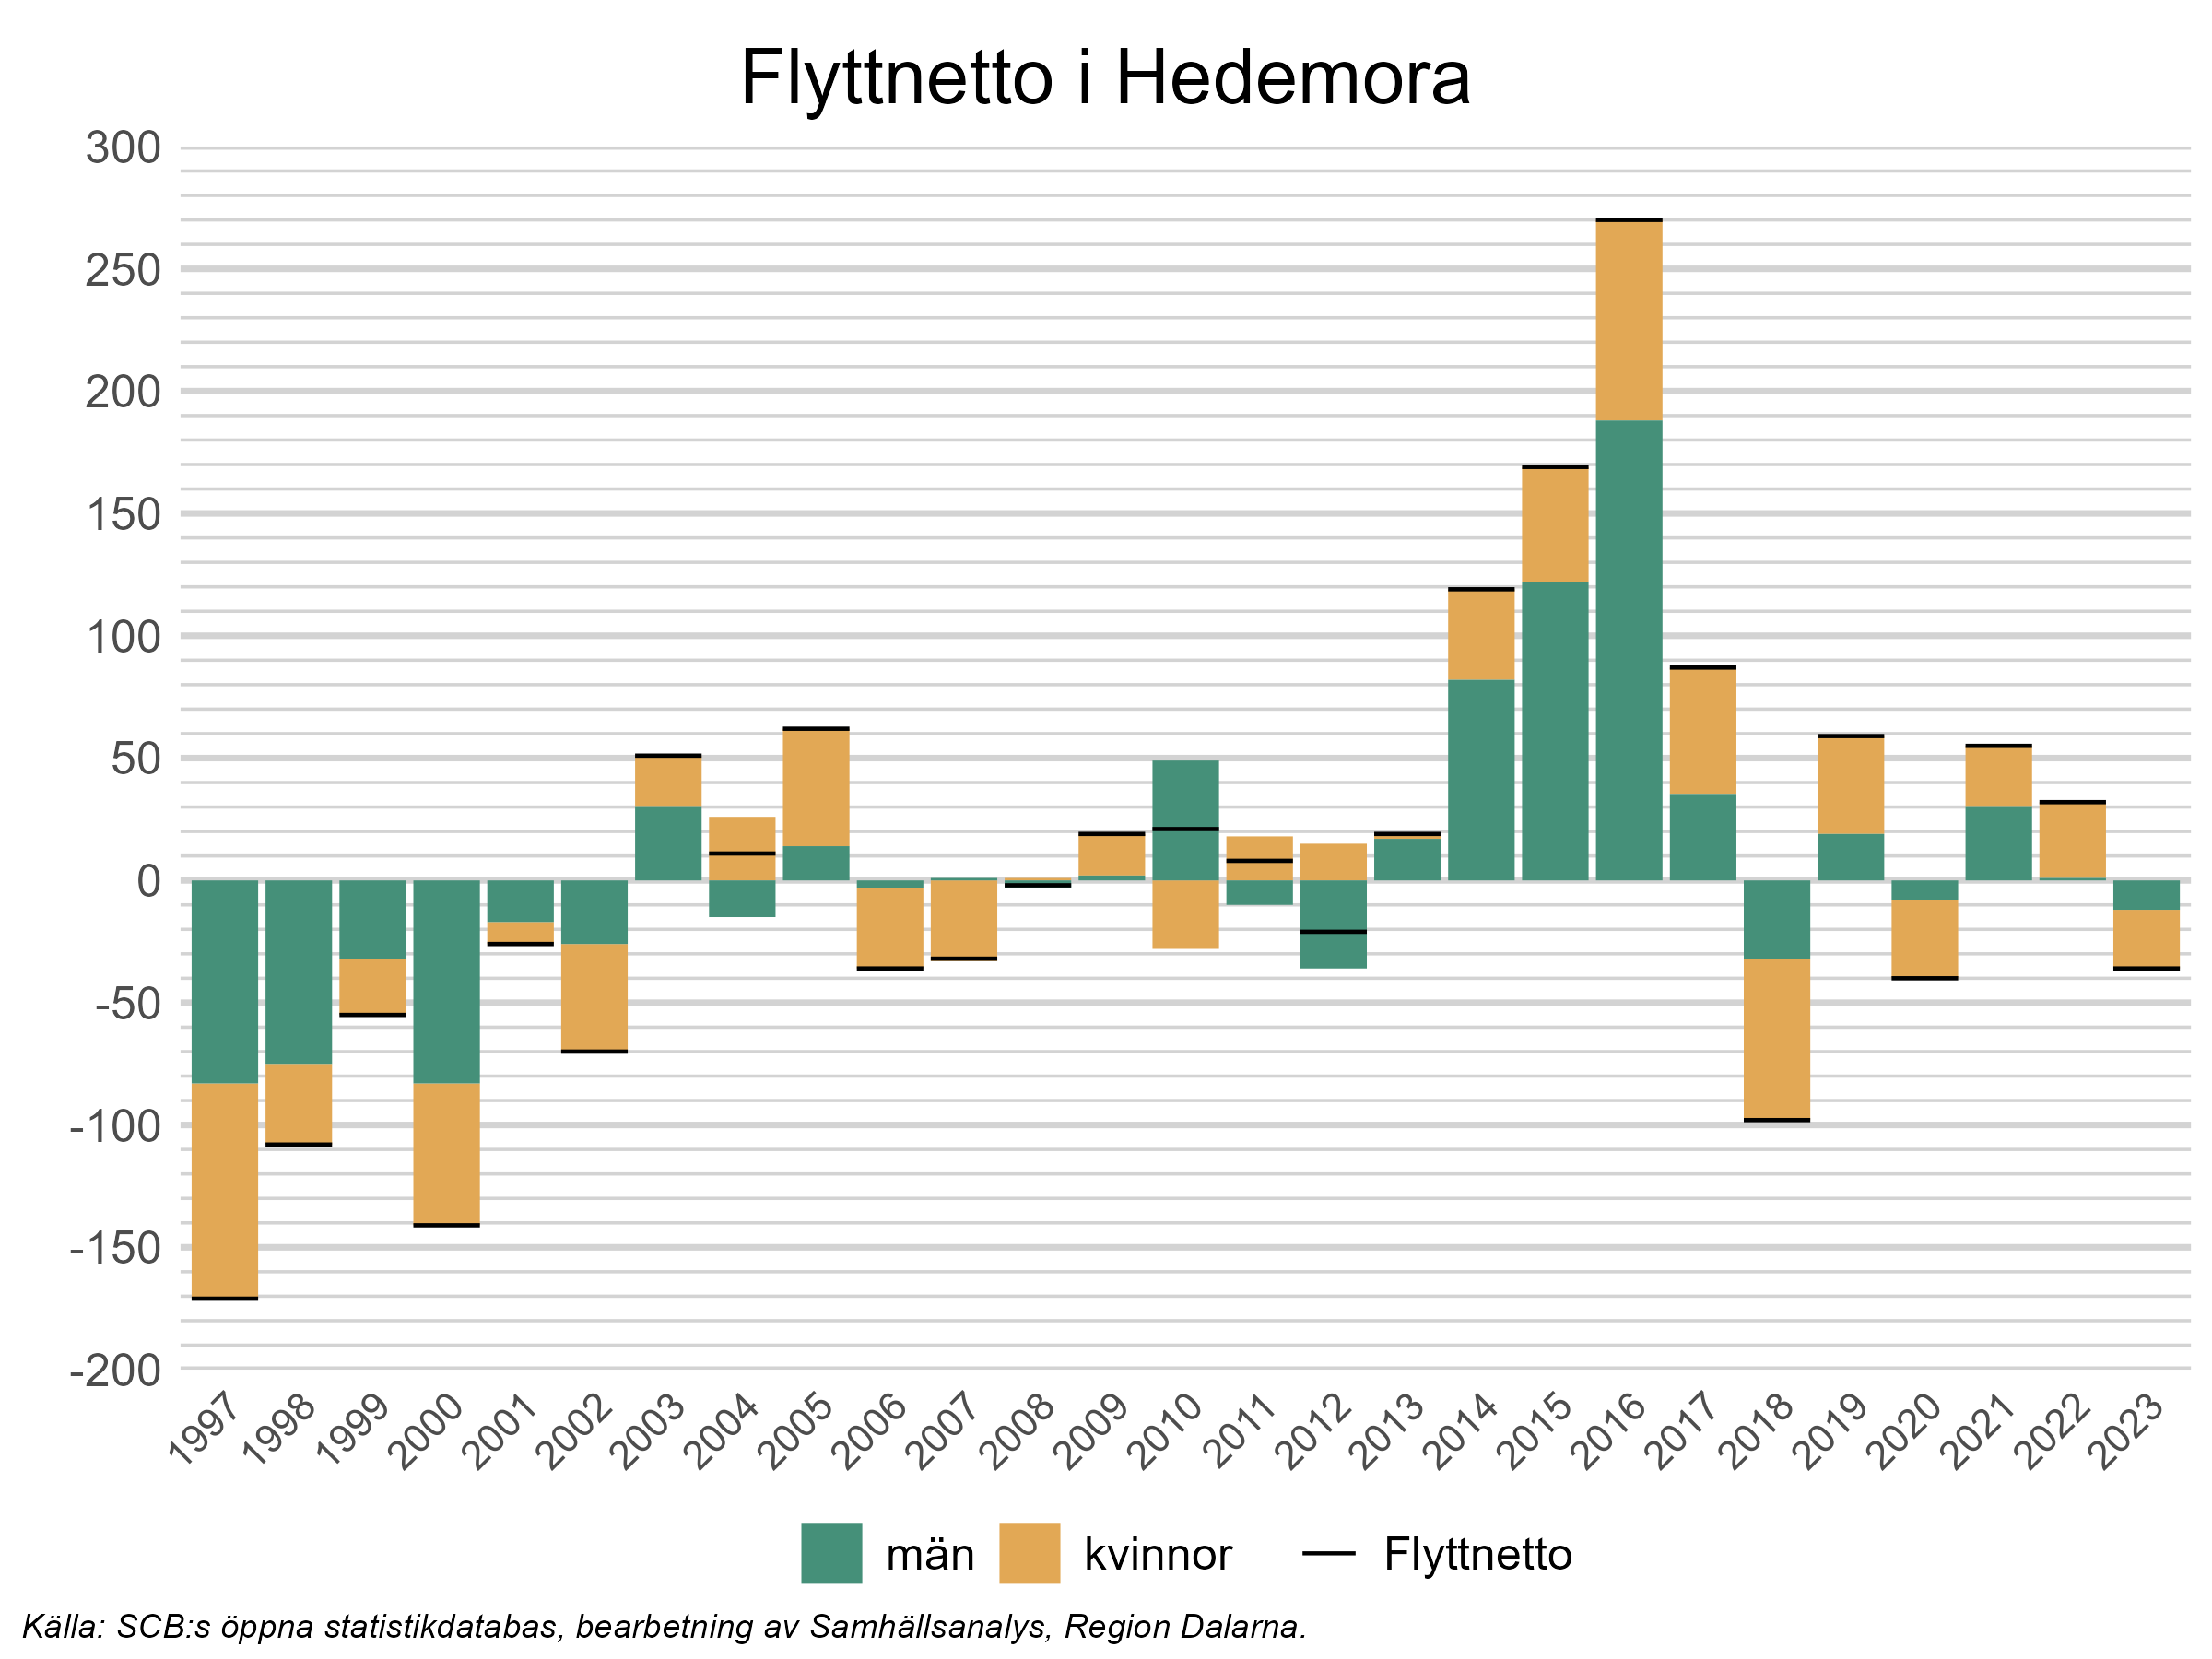 Flyttnetto i Hedemora
300
250
200
150
100
50
0
-50
-100
-150
-200
1997 1998 1999 2000 2001 2002 2003 2004 2005 2006 2007 2008 2009 2010 2011 2012 2013 2014 2015 2016 2017 2018 2019 2020 2021 2022 2023
män kvinnor Flyttnetto
Källa: SCB:s öppna statistikdatabas, bearbetning av Samhällsanalys, Region Dalarna.